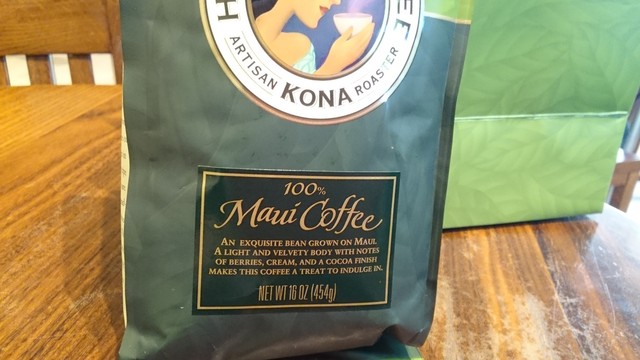 ARTISAN KONA ROASTER
100%
Maui Coffee
AN EXQUISITE BEAN GROWN ON MAUI.
A LIGHT AND VELVETY BODY WITH NOTES
OF BERRIES, CREAM, AND A COCOA FINISH
MAKES THIS COFFEE A TREAT TO INDULGE IN.
NET WT 16 OZ (454g)